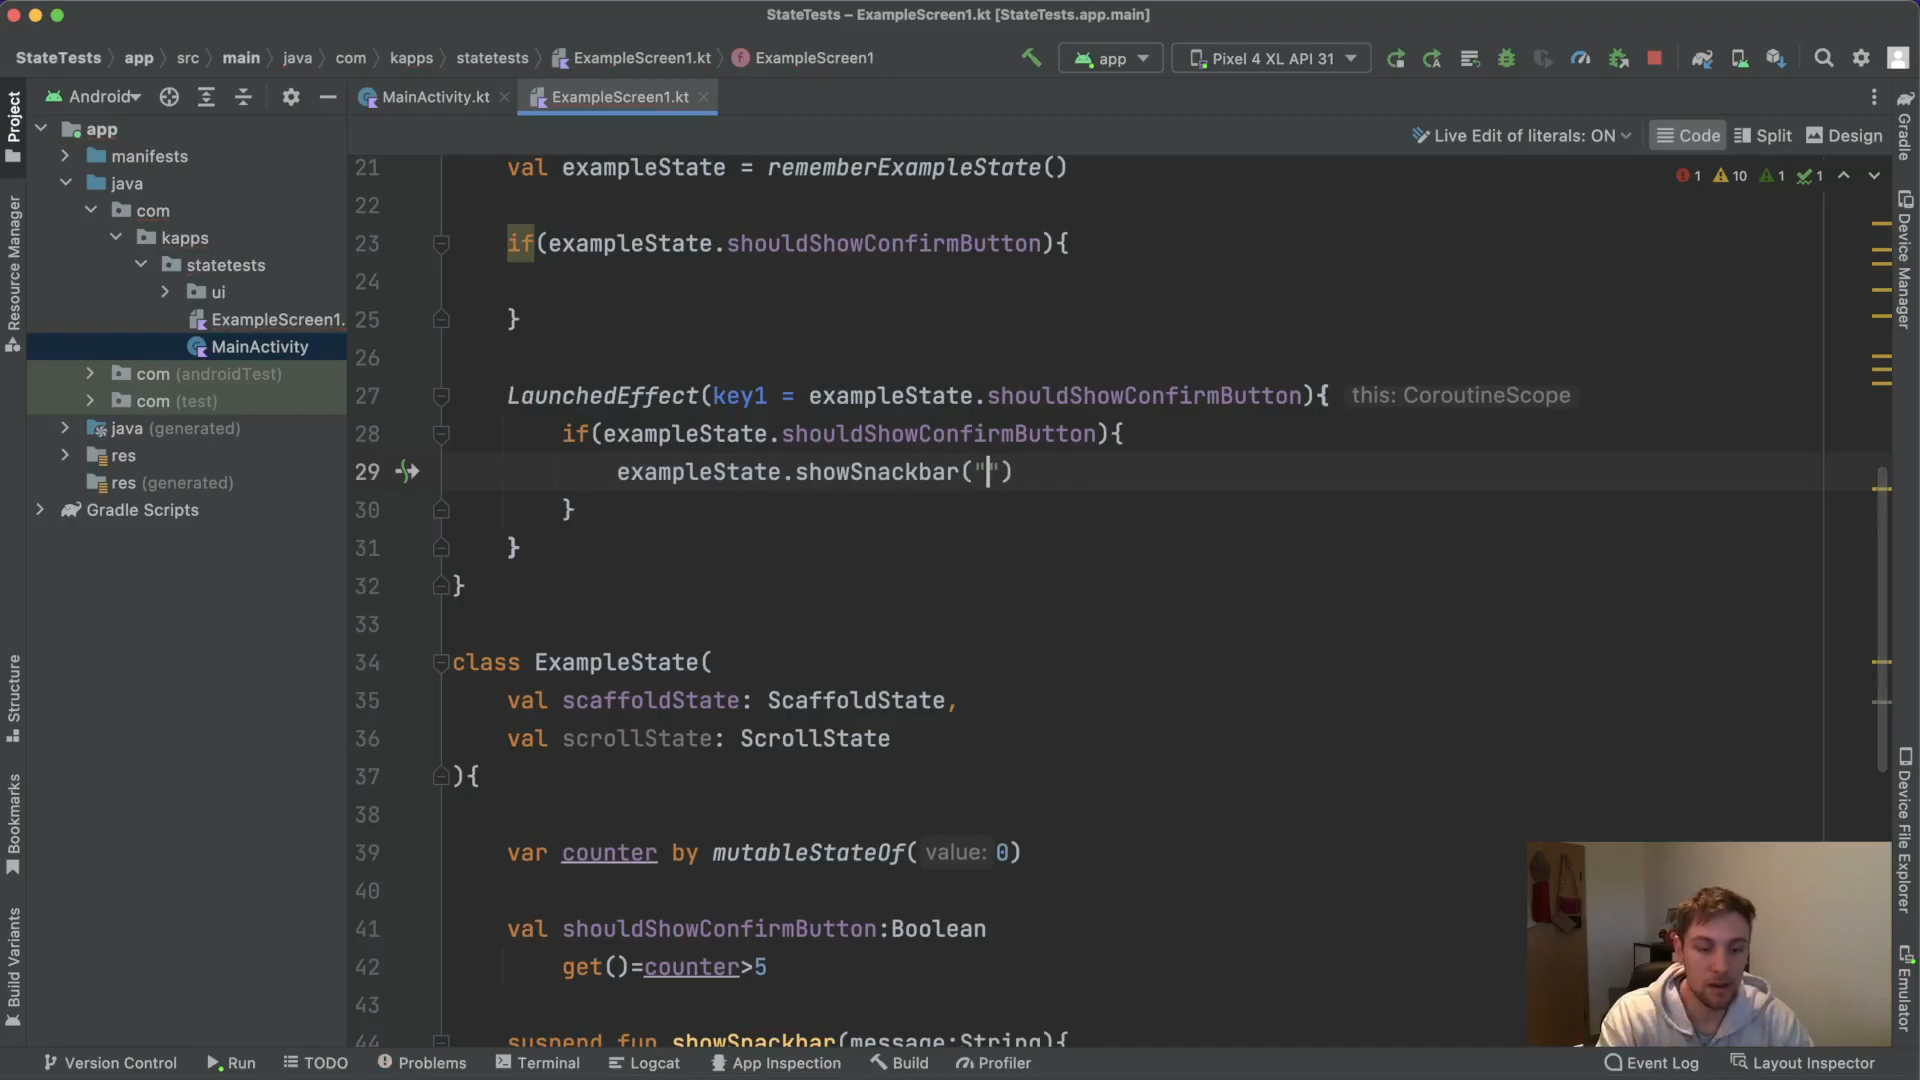 StateTests – ExampleScreen1.kt [StateTests.app.main]
StateTests app src main java com kapps statetests ExampleScreen1.kt ExampleScreen1
app
Pixel 4 XL API 31
Android
MainActivity.kt
ExampleScreen1.kt
Live Edit of literals: ON
Code
Split
Design
Project
Resource Manager
Structure
Bookmarks
Build Variants
app
manifests
java
com
kapps
statetests
ui
ExampleScreen1.
MainActivity
com (androidTest)
com (test)
java (generated)
res
res (generated)
Gradle Scripts
1 10 1 1
21 val exampleState = rememberExampleState()
22
23 if(exampleState.shouldShowConfirmButton){
24
25 }
26
27 LaunchedEffect(key1 = exampleState.shouldShowConfirmButton){ this: CoroutineScope
28 if(exampleState.shouldShowConfirmButton){
29 exampleState.showSnackbar("")
30 }
31 }
32 }
33
34 class ExampleState(
35 val scaffoldState: ScaffoldState,
36 val scrollState: ScrollState
37 ){
38
39 var counter by mutableStateOf( value: 0)
40
41 val shouldShowConfirmButton:Boolean
42 get()=counter>5
43
44 suspend fun showSnackbar(message:String){
Gradle
Device Manager
Device File Explorer
Emulator
Version Control
Run
TODO
Problems
Terminal
Logcat
App Inspection
Build
Profiler
Event Log
Layout Inspector